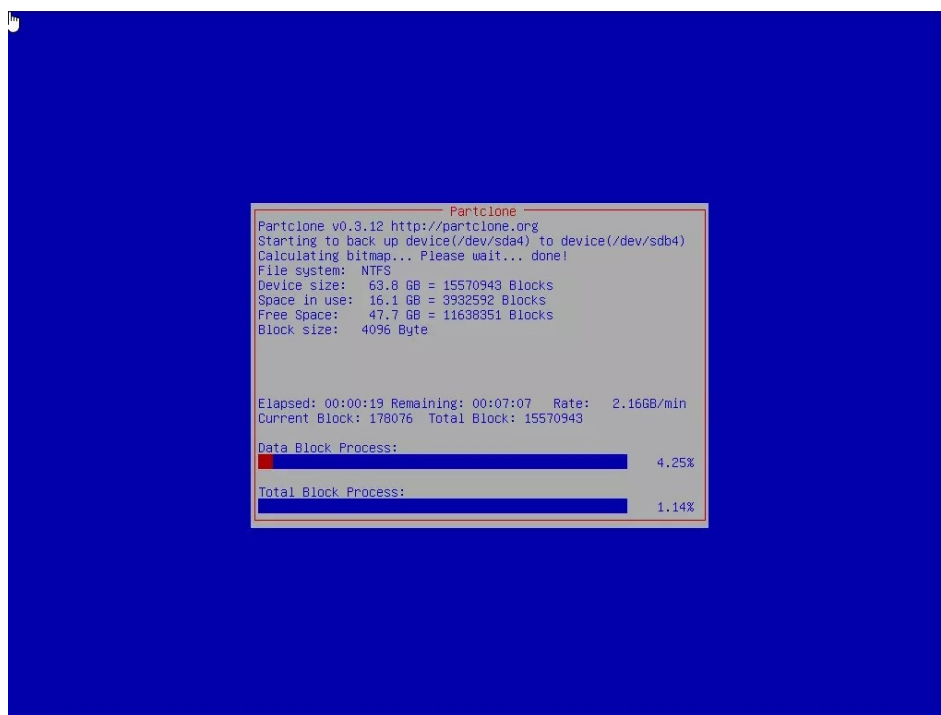 Partclone
Partclone v0.3.12 http://partclone.org
Starting to back up device(/dev/sda4) to device(/dev/sdb4)
Calculating bitmap... Please wait... done!
File system:  NTFS
Device size:   63.8 GB = 15570943 Blocks
Space in use:  16.1 GB = 3932592 Blocks
Free Space:    47.7 GB = 11638351 Blocks
Block size:   4096 Byte
Elapsed: 00:00:19 Remaining: 00:07:07   Rate:   2.16GB/min
Current Block: 178076  Total Block: 15570943
Data Block Process:
4.25%
Total Block Process:
1.14%